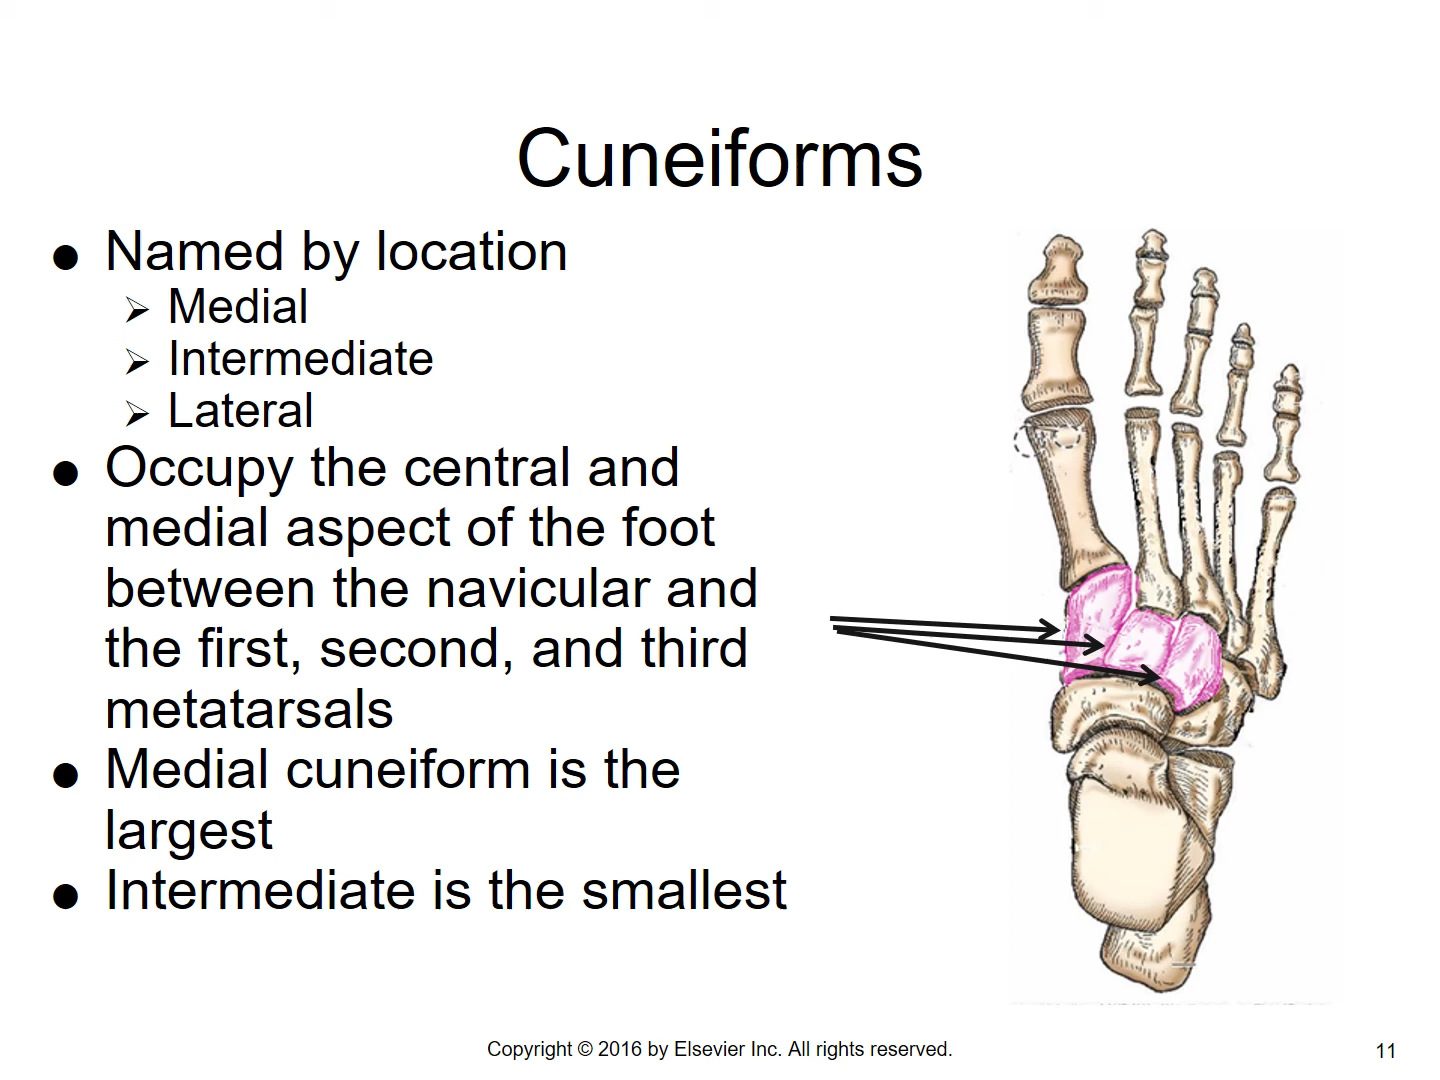 Cuneiforms
● Named by location
➢ Medial
➢ Intermediate
➢ Lateral
● Occupy the central and
medial aspect of the foot
between the navicular and
the first, second, and third
metatarsals
● Medial cuneiform is the
largest
● Intermediate is the smallest
Copyright © 2016 by Elsevier Inc. All rights reserved.
11